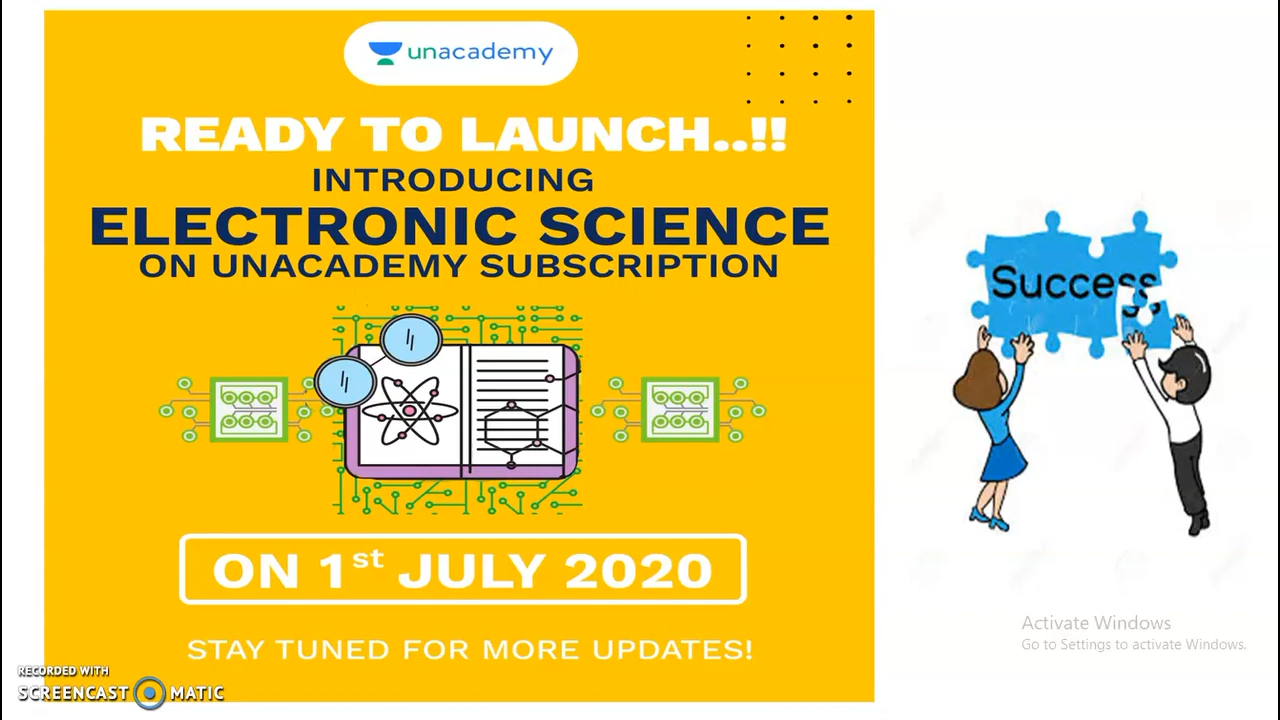 unacademy
READY TO LAUNCH..!!
INTRODUCING
ELECTRONIC SCIENCE
ON UNACADEMY SUBSCRIPTION
ON 1st JULY 2020
STAY TUNED FOR MORE UPDATES!
Success
Activate Windows
Go to Settings to activate Windows.
RECORDED WITH
SCREENCAST MATIC